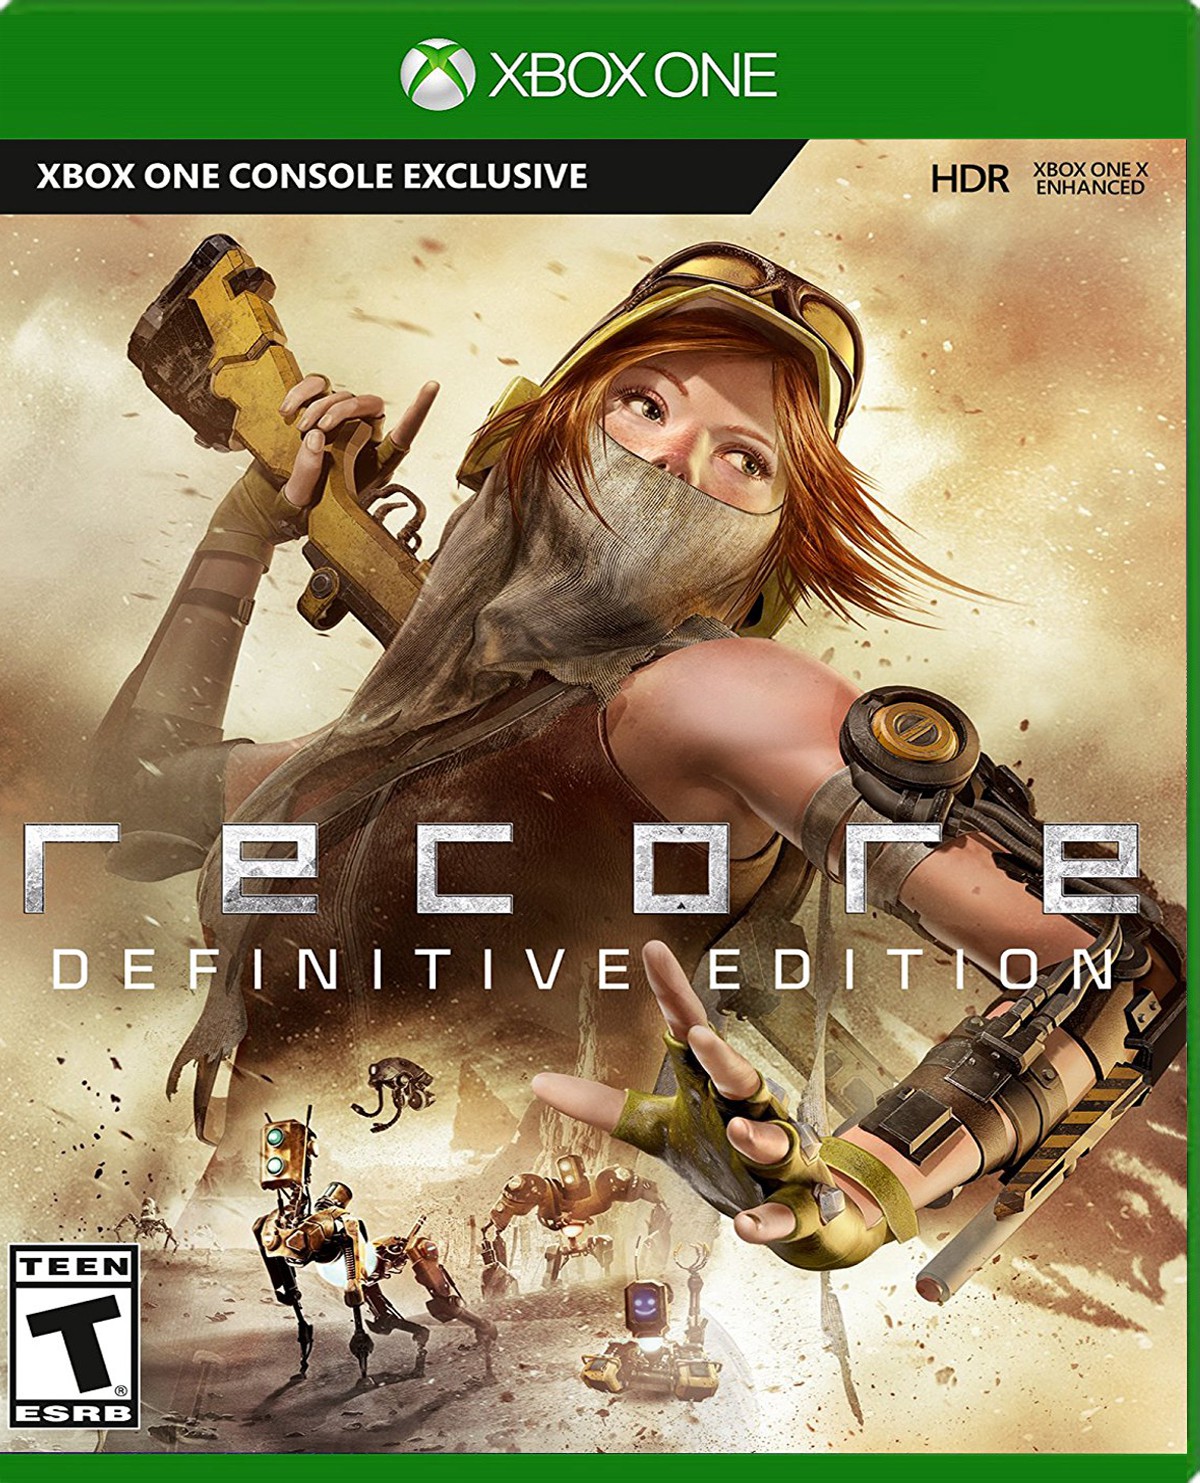 XBOX ONE
XBOX ONE CONSOLE EXCLUSIVE
HDR
XBOX ONE X
ENHANCED
recore
DEFINITIVE EDITION
TEEN
T
®
ESRB